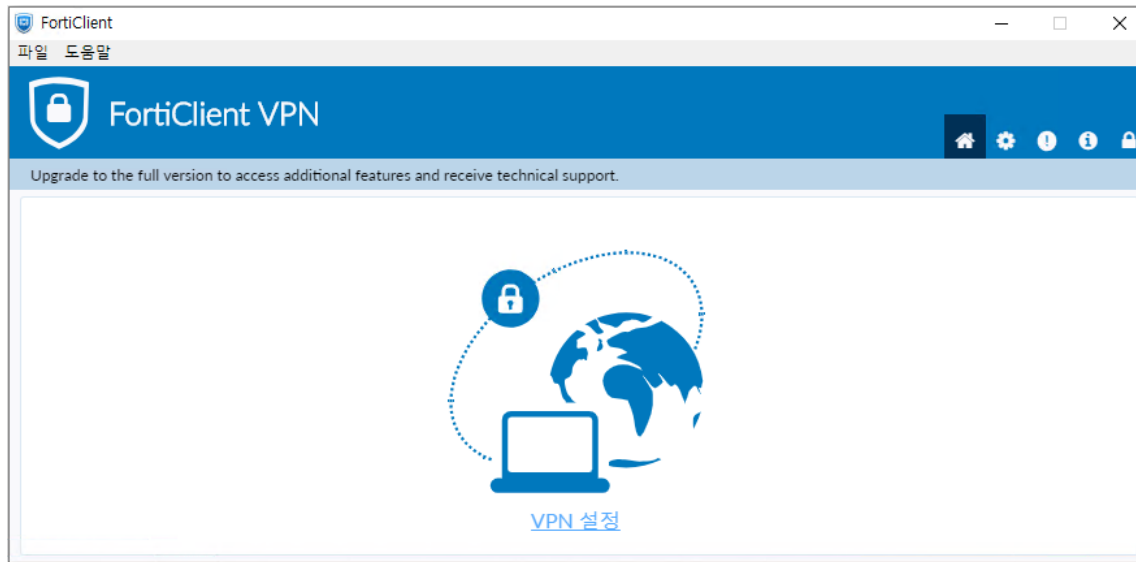 FortiClient
파일 도움말
FortiClient VPN
Upgrade to the full version to access additional features and receive technical support.
VPN 설정